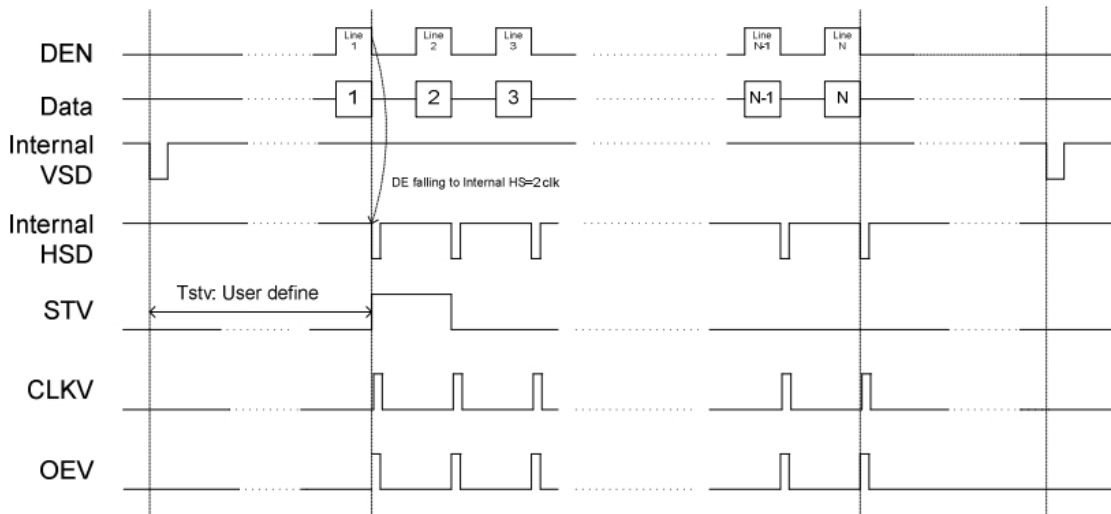 DEN
Line 1
Line 2
Line 3
Line N-1
Line N
Data
1
2
3
N-1
N
Internal VSD
DE falling to Internal HS=2clk
Internal HSD
Tstv: User define
STV
CLKV
OEV